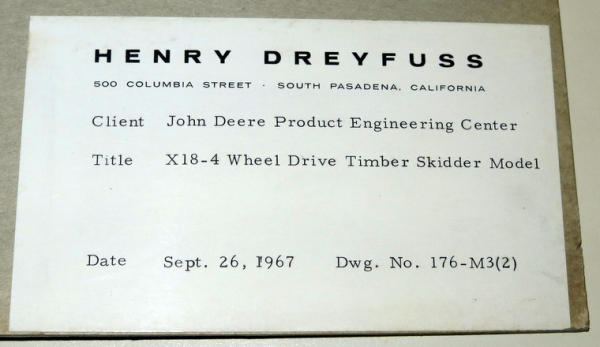 HENRY DREYFUSS
500 COLUMBIA STREET · SOUTH PASADENA, CALIFORNIA
Client John Deere Product Engineering Center
Title X18-4 Wheel Drive Timber Skidder Model
Date Sept. 26, 1967 Dwg. No. 176-M3(2)